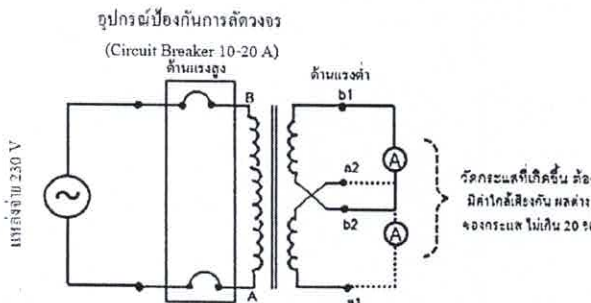 อุปกรณ์ป้องกันการลัดวงจร
(Circuit Breaker 10-20 A)
ด้านแรงสูง
ด้านแรงต่ำ
B
b1
A
a2
b2
A
วัดกระแสที่เกิดขึ้น ต้อง
มีค่าใกล้เคียงกัน ผลต่าง
ของกระแส ไม่เกิน 20
แหล่งจ่าย 230 V
A
a1